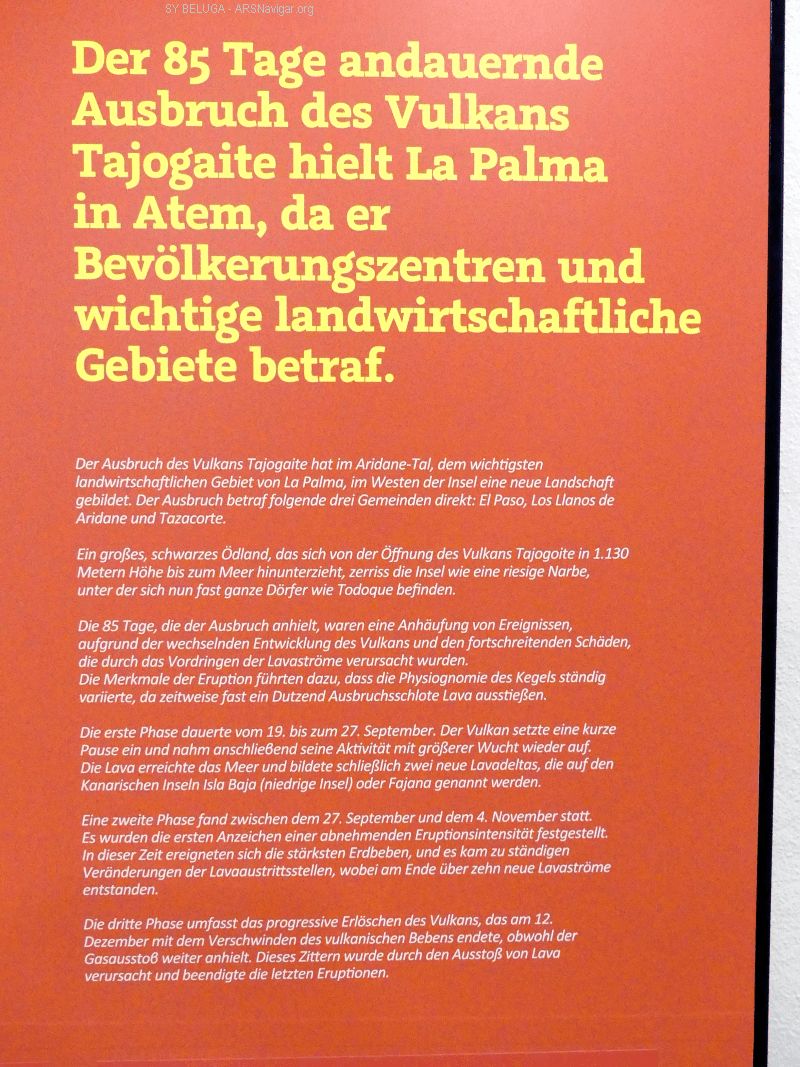 SY BELUGA - ARSNavigar.org
Der 85 Tage andauernde
Ausbruch des Vulkans
Tajogaite hielt La Palma
in Atem, da er
Bevölkerungszentren und
wichtige landwirtschaftliche
Gebiete betraf.
Der Ausbruch des Vulkans Tajogaite hat im Aridane-Tal, dem wichtigsten
landwirtschaftlichen Gebiet von La Palma, im Westen der Insel eine neue Landschaft
gebildet. Der Ausbruch betraf folgende drei Gemeinden direkt: El Paso, Los Llanos de
Aridane und Tazacorte.
Ein großes, schwarzes Ödland, das sich von der Öffnung des Vulkans Tajogoite in 1.130
Metern Höhe bis zum Meer hinunterzieht, zerriss die Insel wie eine riesige Narbe,
unter der sich nun fast ganze Dörfer wie Todoque befinden.
Die 85 Tage, die der Ausbruch anhielt, waren eine Anhäufung von Ereignissen,
aufgrund der wechselnden Entwicklung des Vulkans und den fortschreitenden Schäden,
die durch das Vordringen der Lavaströme verursacht wurden.
Die Merkmale der Eruption führten dazu, dass die Physiognomie des Kegels ständig
variierte, da zeitweise fast ein Dutzend Ausbruchsschlote Lava ausstießen.
Die erste Phase dauerte vom 19. bis zum 27. September. Der Vulkan setzte eine kurze
Pause ein und nahm anschließend seine Aktivität mit größerer Wucht wieder auf.
Die Lava erreichte das Meer und bildete schließlich zwei neue Lavadeltas, die auf den
Kanarischen Inseln Isla Baja (niedrige Insel) oder Fajana genannt werden.
Eine zweite Phase fand zwischen dem 27. September und dem 4. November statt.
Es wurden die ersten Anzeichen einer abnehmenden Eruptionsintensität festgestellt.
In dieser Zeit ereigneten sich die stärksten Erdbeben, und es kam zu ständigen
Veränderungen der Lavaaustrittsstellen, wobei am Ende über zehn neue Lavaströme
entstanden.
Die dritte Phase umfasst das progressive Erlöschen des Vulkans, das am 12.
Dezember mit dem Verschwinden des vulkanischen Bebens endete, obwohl der
Gasausstoß weiter anhielt. Dieses Zittern wurde durch den Ausstoß von Lava
verursacht und beendigte die letzten Eruptionen.